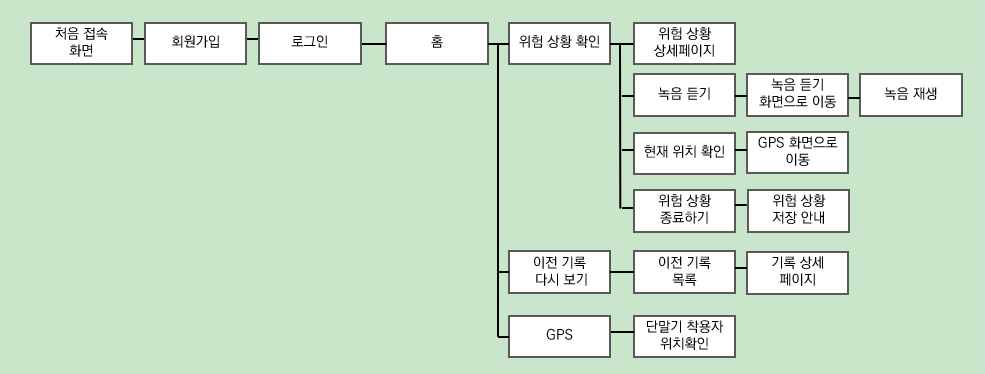 처음 접속
화면
회원가입
로그인
홈
위험 상황 확인
위험 상황
상세페이지
녹음 듣기
녹음 듣기
화면으로 이동
녹음 재생
현재 위치 확인
GPS 화면으로
이동
위험 상황
종료하기
위험 상황
저장 안내
이전 기록
다시 보기
이전 기록
목록
기록 상세
페이지
GPS
단말기 착용자
위치확인